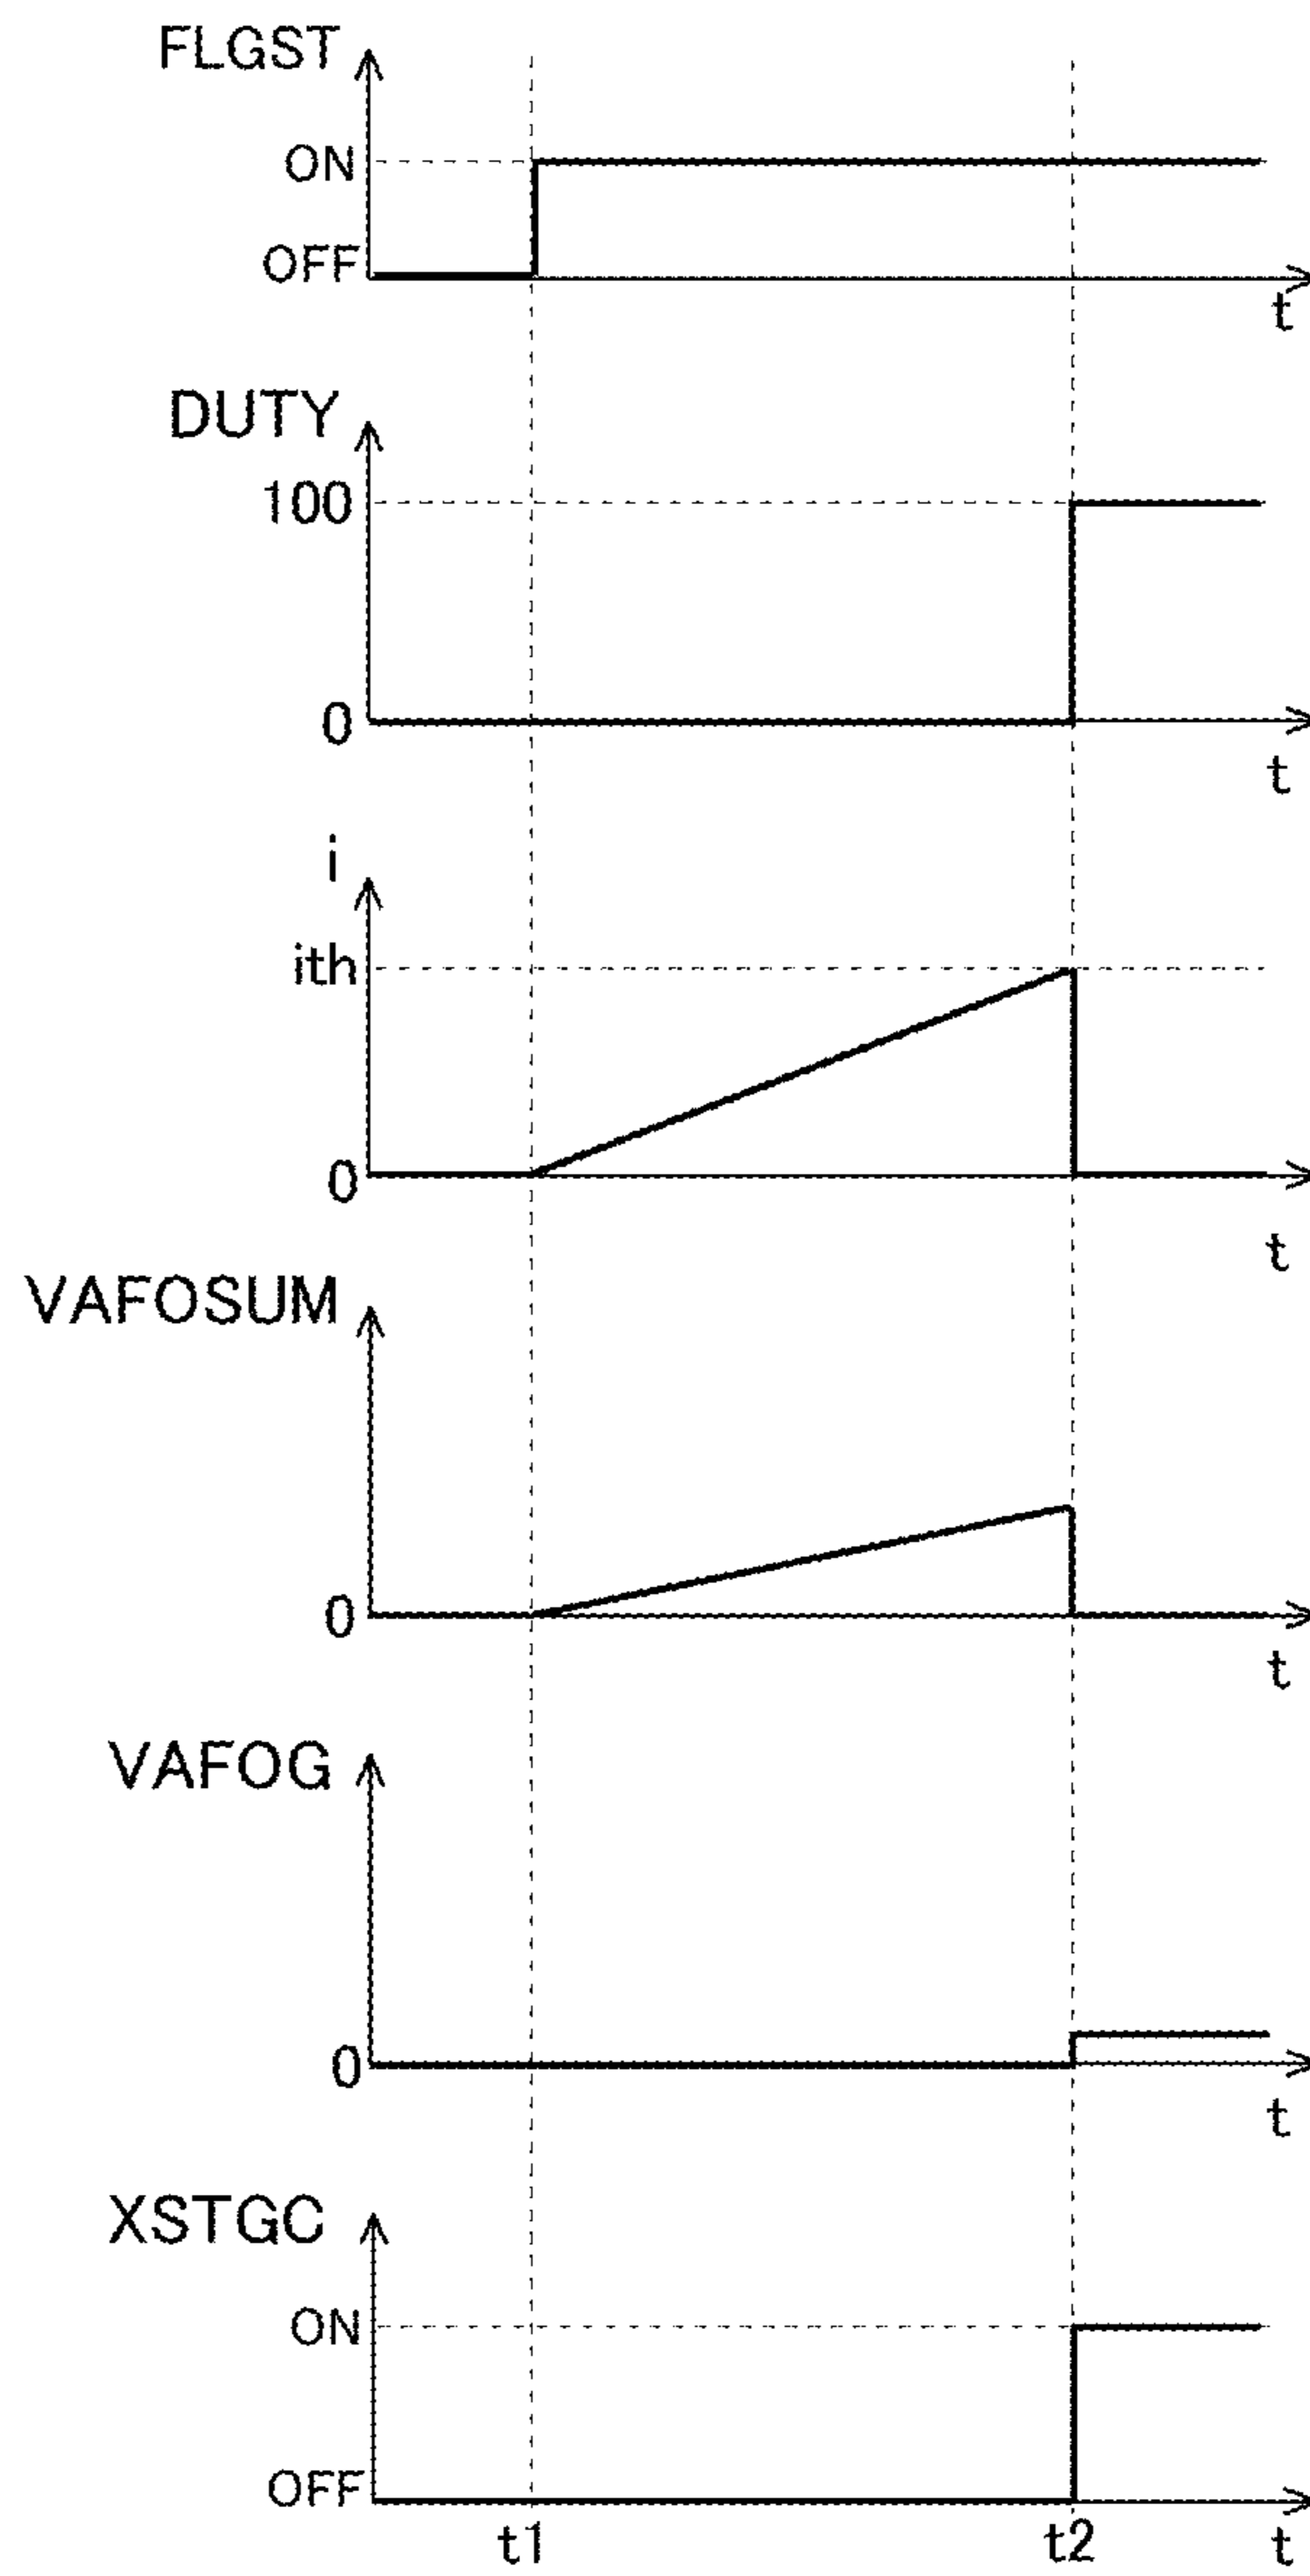 FLGST
ON
OFF
t
DUTY
100
0
t
i
ith
0
t
VAFOSUM
0
t
VAFOG
0
t
XSTGC
ON
OFF
t1
t2
t